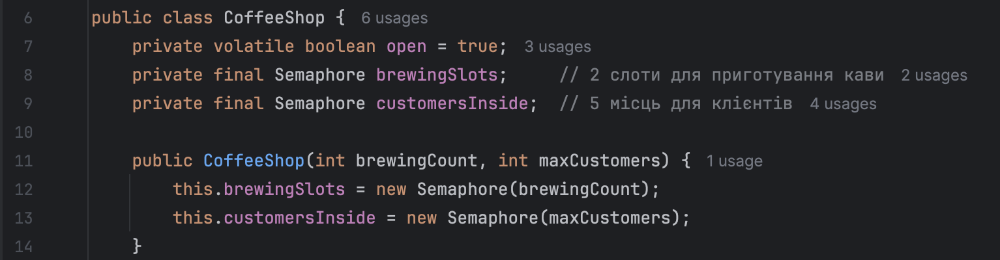 6 public class CoffeeShop { 6 usages
7 private volatile boolean open = true; 3 usages
8 private final Semaphore brewingSlots; // 2 слоти для приготування кави 2 usages
9 private final Semaphore customersInside; // 5 місць для клієнтів 4 usages
10
11 public CoffeeShop(int brewingCount, int maxCustomers) { 1 usage
12 this.brewingSlots = new Semaphore(brewingCount);
13 this.customersInside = new Semaphore(maxCustomers);
14 }